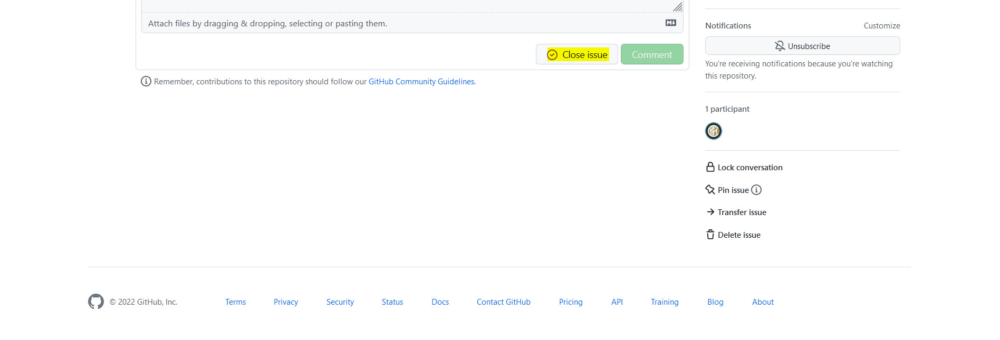 Attach files by dragging & dropping, selecting or pasting them.
M
Close issue
Comment
Remember, contributions to this repository should follow our GitHub Community Guidelines.
Notifications
Customize
Unsubscribe
You’re receiving notifications because you’re watching
this repository.
1 participant
Lock conversation
Pin issue
Transfer issue
Delete issue
© 2022 GitHub, Inc.
Terms
Privacy
Security
Status
Docs
Contact GitHub
Pricing
API
Training
Blog
About